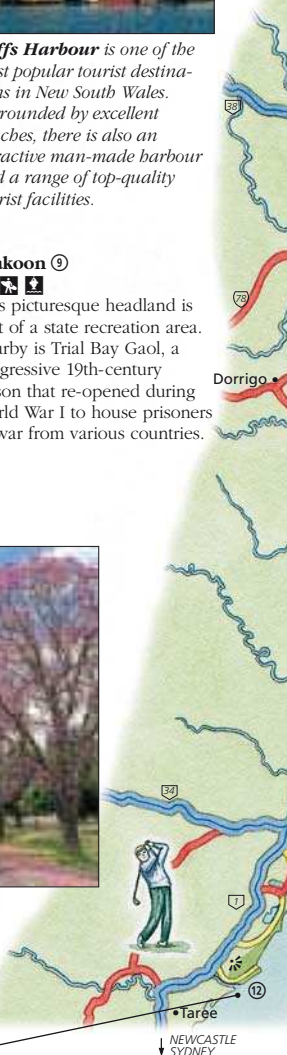 ffs Harbour is one of the
st popular tourist destina-
ns in New South Wales.
rounded by excellent
ches, there is also an
ractive man-made harbour
d a range of top-quality
rist facilities.
akoon ⑨
s picturesque headland is
t of a state recreation area.
arby is Trial Bay Gaol, a
gressive 19th-century
son that re-opened during
rld War I to house prisoners
war from various countries.
38
78
Dorrigo
34
1
⑫
Taree
NEWCASTLE
SYDNEY